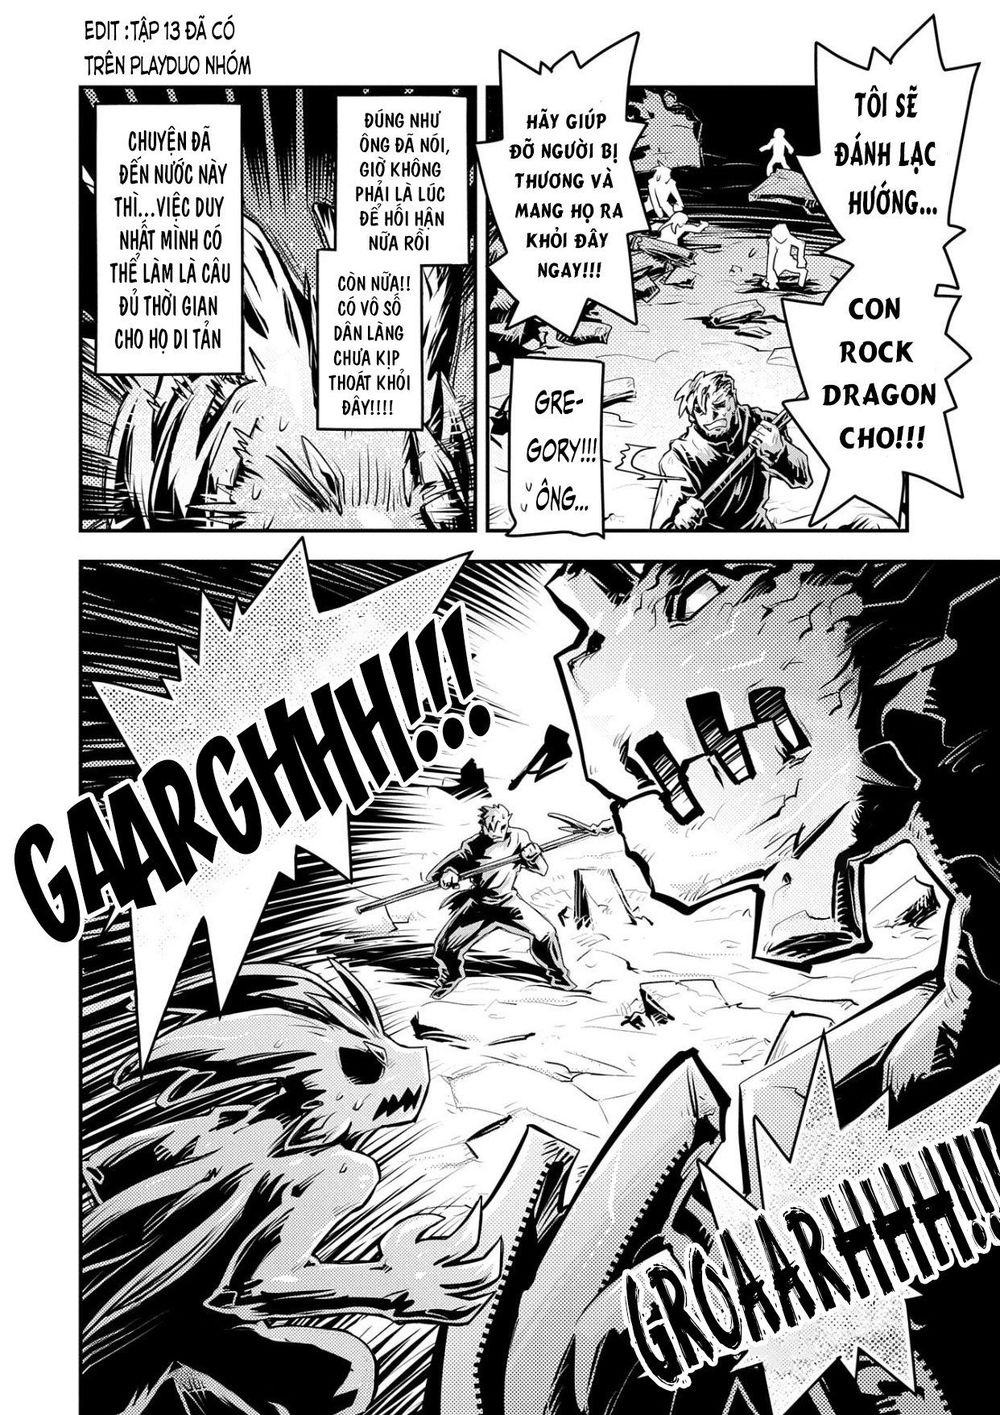 EDIT : TẬP 13 ĐÃ CÓ
TRÊN PLAYDUO NHÓM
TÔI SẼ
ĐÁNH LẠC
HƯỚNG...
CON
ROCK
DRAGON
CHO!!!
HÃY GIÚP
ĐỠ NGƯỜI BỊ
THƯƠNG VÀ
MANG HỌ RA
KHỎI ĐÂY
NGAY!!!
GRE-
GORY!!!
ÔNG...
ĐÚNG NHƯ
ÔNG ĐÃ NÓI,
GIỜ KHÔNG
PHẢI LÀ LÚC
ĐỂ HỐI HẬN
NỮA RỒI
CÒN NỮA!!
CÓ VÔ SỐ
DÂN LÀNG
CHƯA KỊP
THOÁT KHỎI
ĐÂY!!!!
CHUYỆN ĐÃ
ĐẾN NƯỚC NÀY
THÌ...VIỆC DUY
NHẤT MÌNH CÓ
THỂ LÀM LÀ CÂU
ĐỦ THỜI GIAN
CHO HỌ DI TẢN
GAARGHHH!!!
GROAARHHH!!!